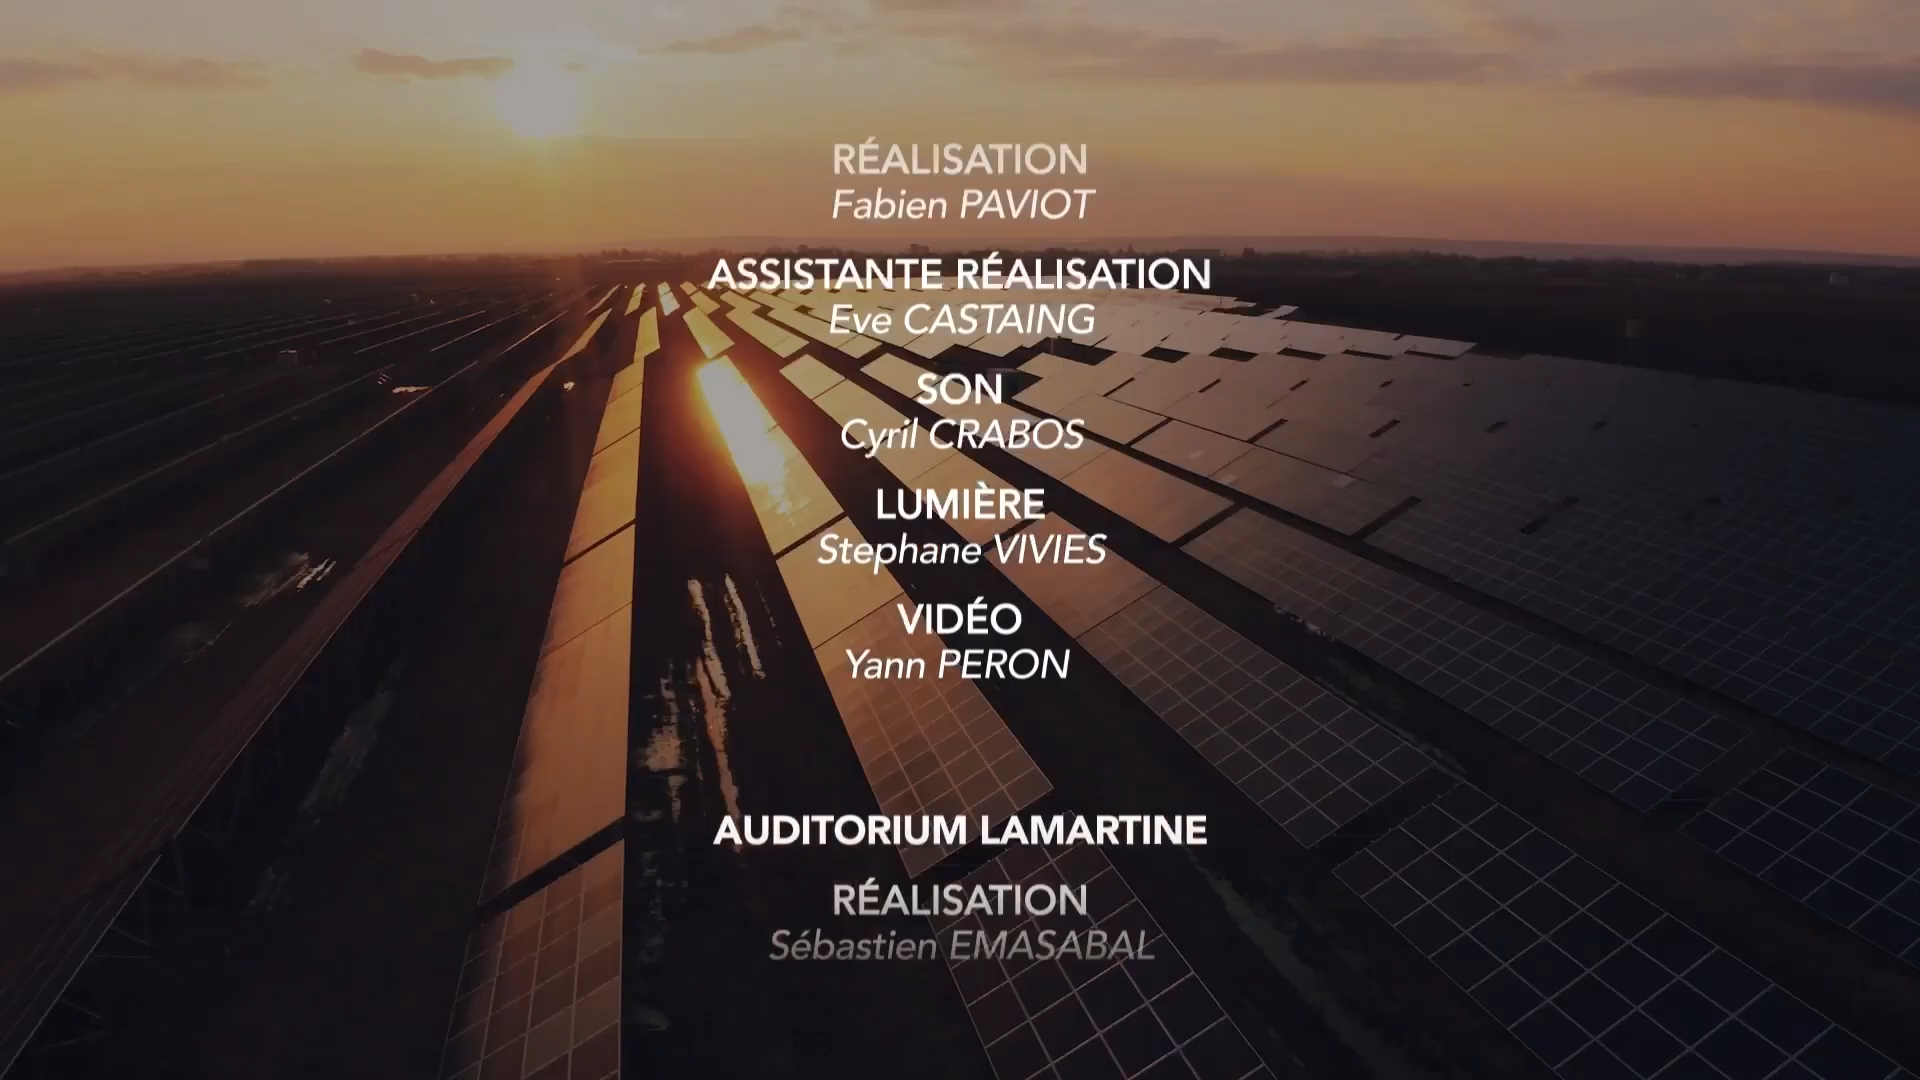 RÉALISATION
Fabien PAVIOT
ASSISTANTE RÉALISATION
Eve CASTAING
SON
Cyril CRABOS
LUMIÈRE
Stephane VIVIES
VIDÉO
Yann PERON
AUDITORIUM LAMARTINE
RÉALISATION
Sébastien EMASABAL